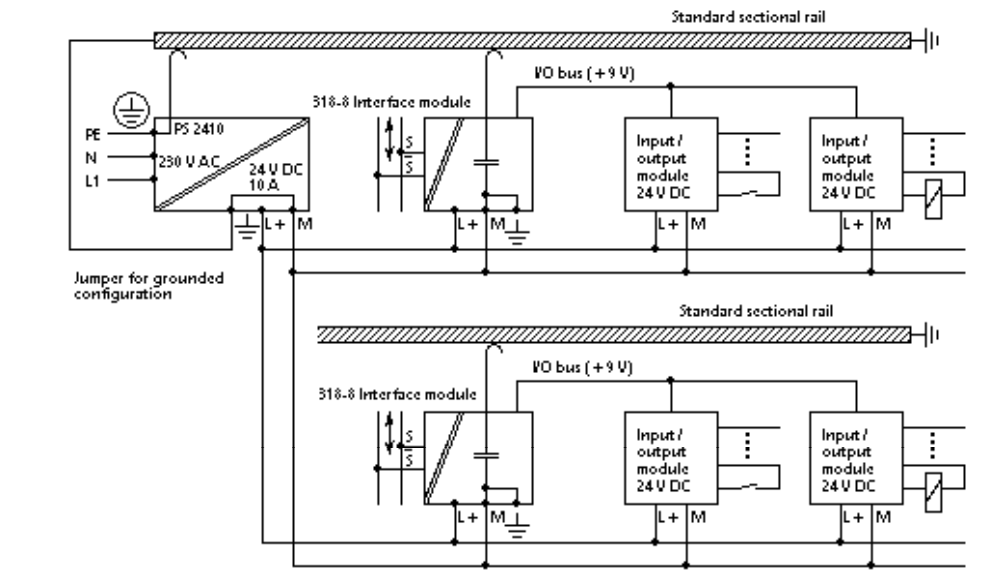 Standard sectional rail
I/O bus (+9 V)
318-8 Interface module
PE
PS 2410
N
230 V AC
L1
24 V DC
10 A
S
S
Input /
output
module
24 V DC
Input /
output
module
24 V DC
L+ M
L+ M
L+ M
L+ M
Jumper for grounded
configuration
Standard sectional rail
I/O bus (+9 V)
318-8 Interface module
S
S
Input /
output
module
24 V DC
Input /
output
module
24 V DC
L+ M
L+ M
L+ M